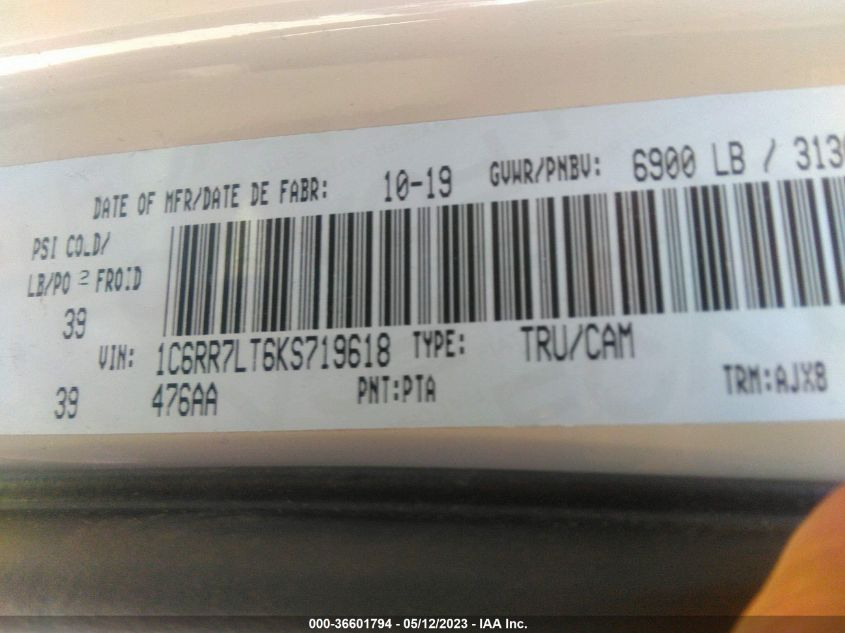 DATE OF MFR/DATE DE FABR: 10-19 GVWR/PNBV: 6900 LB / 313
PSI COLD/
LB/PO 2 FROID
39
VIN: 1C6RR7LT6KS719618 TYPE: TRU/CAM
39 476AA PNT:PTA TRM:AJX8
000-36601794 - 05/12/2023 - IAA Inc.